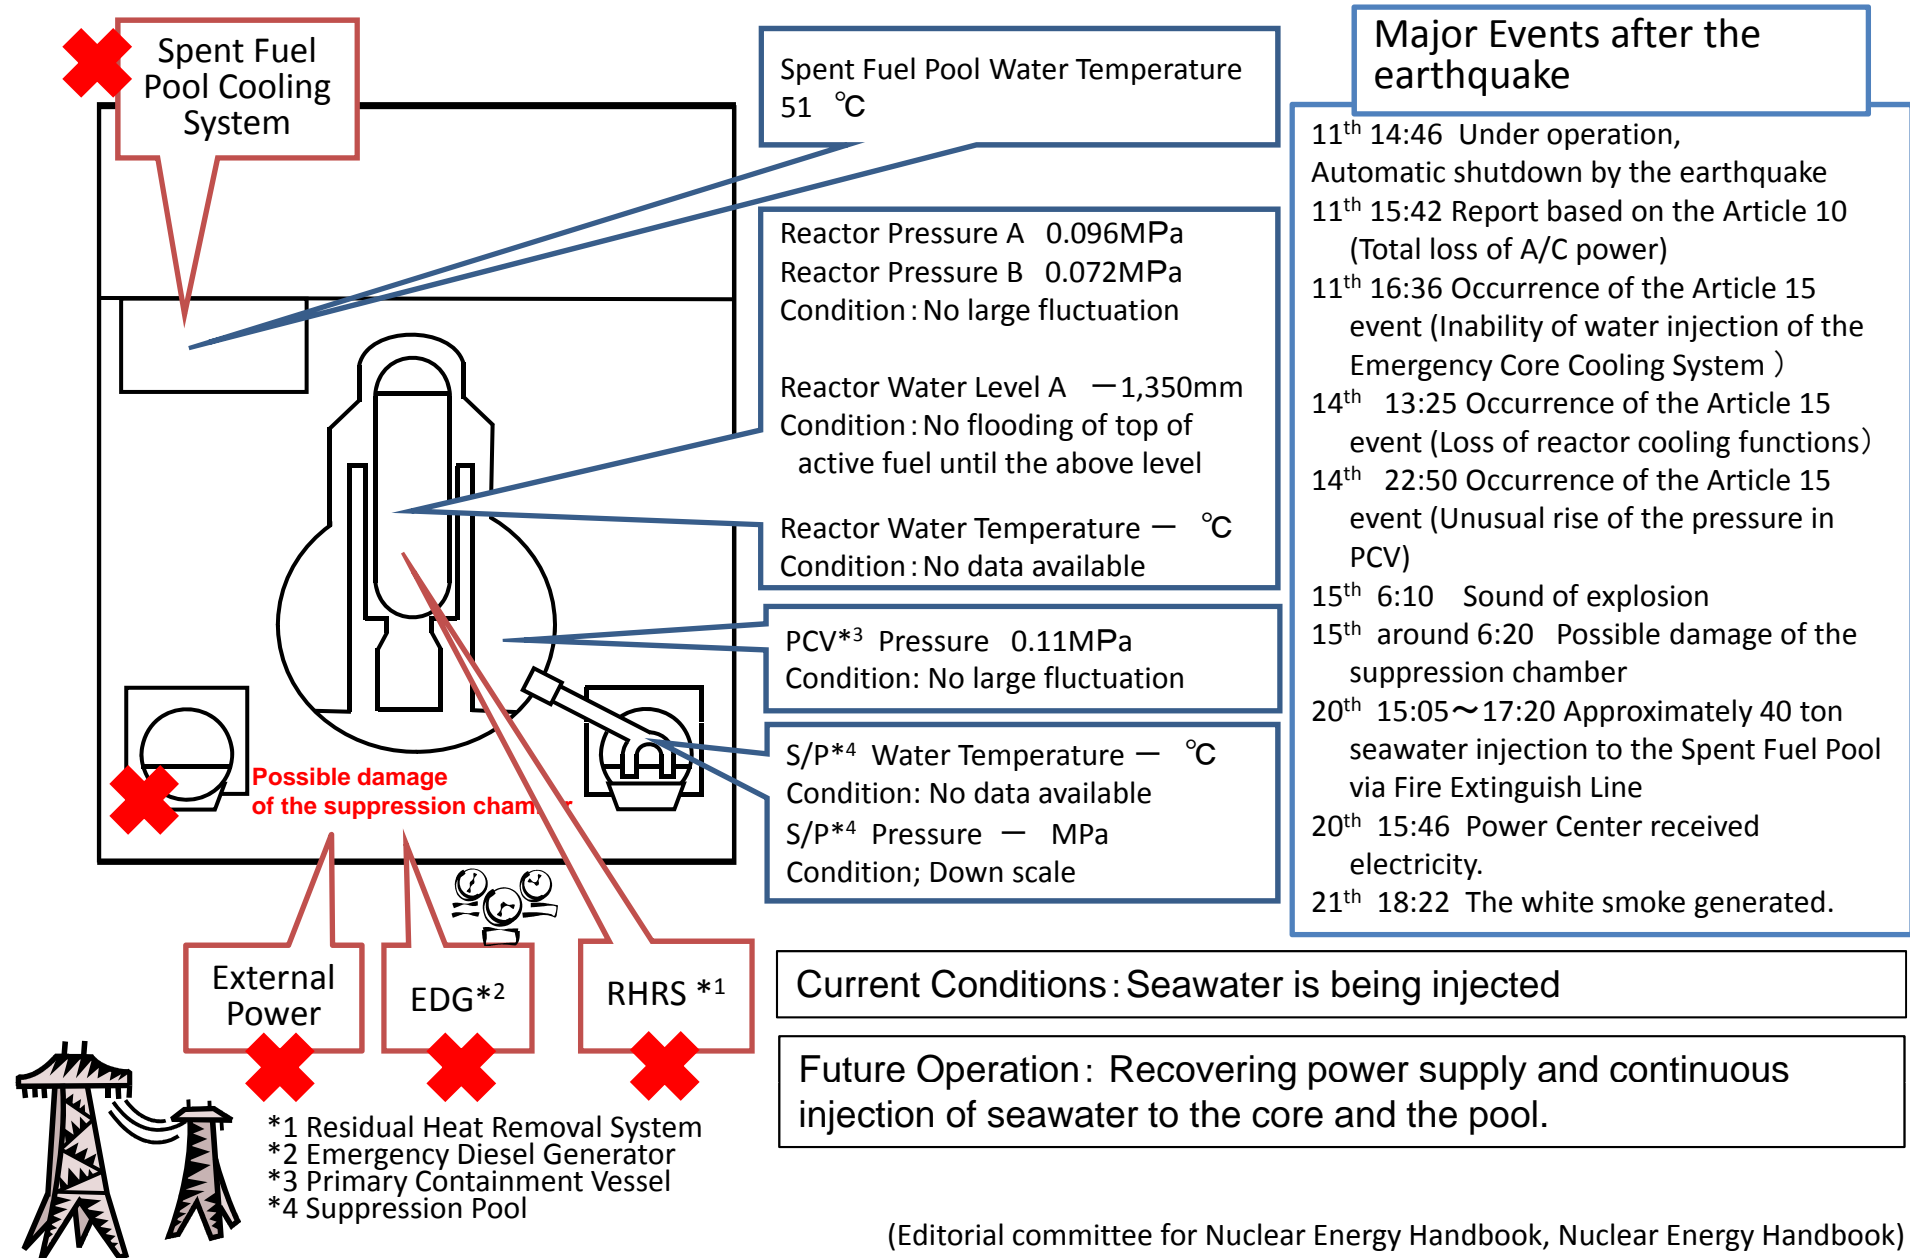 Spent Fuel
Pool Cooling
System
Spent Fuel Pool Water Temperature
51 ℃
Reactor Pressure A 0.096MPa
Reactor Pressure B 0.072MPa
Condition：No large fluctuation
Reactor Water Level A －1,350mm
Condition：No flooding of top of
active fuel until the above level
Reactor Water Temperature － ℃
Condition：No data available
PCV*3 Pressure 0.11MPa
Condition: No large fluctuation
S/P*4 Water Temperature － ℃
Condition: No data available
S/P*4 Pressure － MPa
Condition; Down scale
Possible damage
of the suppression cham r
External
Power
EDG*2
RHRS *1
*1 Residual Heat Removal System
*2 Emergency Diesel Generator
*3 Primary Containment Vessel
*4 Suppression Pool
Major Events after the
earthquake
11th 14:46 Under operation,
Automatic shutdown by the earthquake
11th 15:42 Report based on the Article 10
(Total loss of A/C power)
11th 16:36 Occurrence of the Article 15
event (Inability of water injection of the
Emergency Core Cooling System ）
14th 13:25 Occurrence of the Article 15
event (Loss of reactor cooling functions）
14th 22:50 Occurrence of the Article 15
event (Unusual rise of the pressure in
PCV)
15th 6:10 Sound of explosion
15th around 6:20 Possible damage of the
suppression chamber
20th 15:05～17:20 Approximately 40 ton
seawater injection to the Spent Fuel Pool
via Fire Extinguish Line
20th 15:46 Power Center received
electricity.
21th 18:22 The white smoke generated.
Current Conditions：Seawater is being injected
Future Operation：Recovering power supply and continuous
injection of seawater to the core and the pool.
(Editorial committee for Nuclear Energy Handbook, Nuclear Energy Handbook)